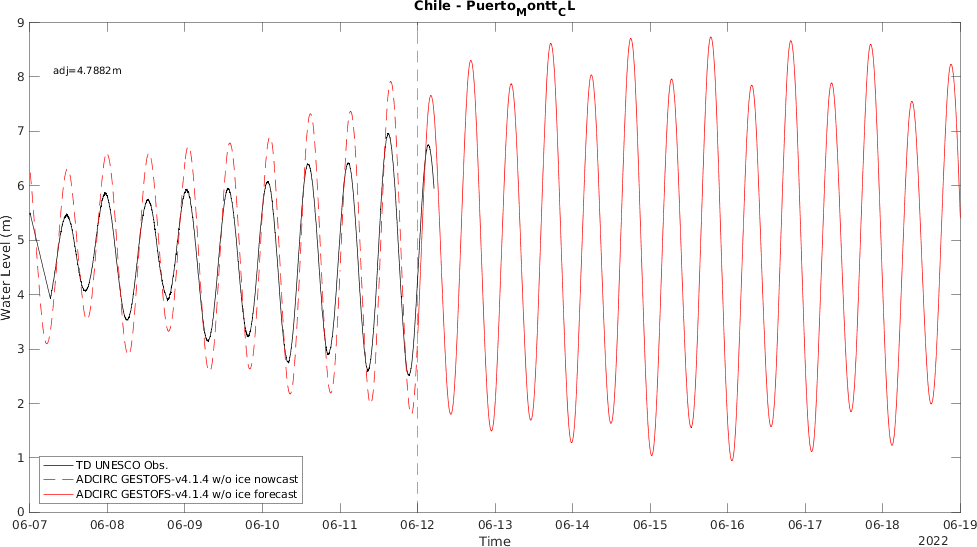 Chile - Puerto_Montt_CL
9
adj=4.7882m
8
7
6
5
4
3
2
1
0
Water Level (m)
TD UNESCO Obs.
ADCIRC GESTOFS-v4.1.4 w/o ice nowcast
ADCIRC GESTOFS-v4.1.4 w/o ice forecast
06-07 06-08 06-09 06-10 06-11 06-12 06-13 06-14 06-15 06-16 06-17 06-18 06-19
Time
2022